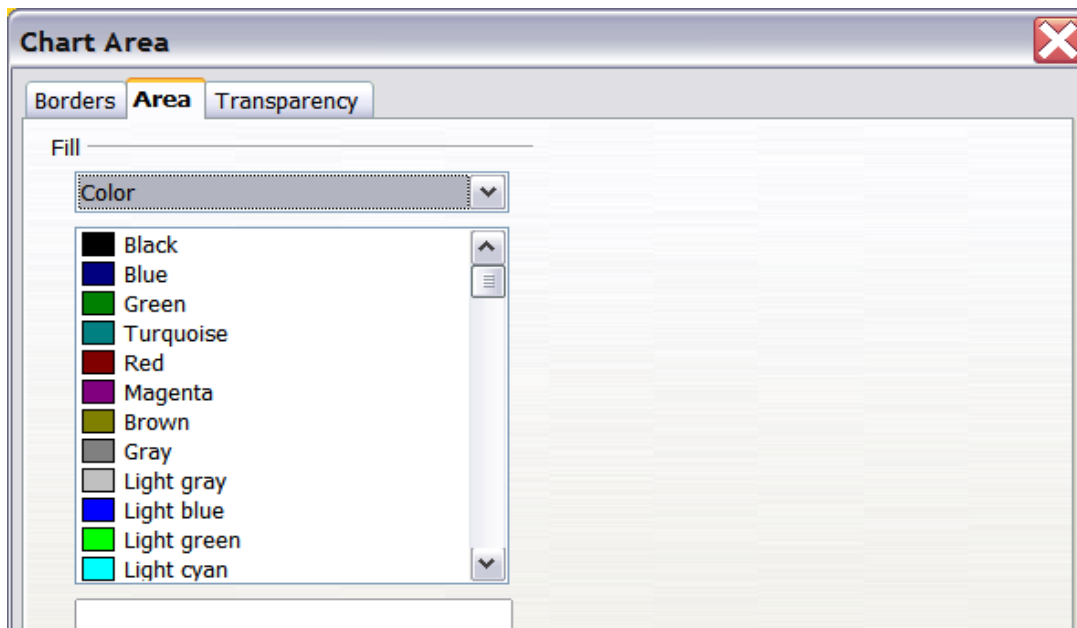 Chart Area
Borders Area Transparency
Fill
Color
Black
Blue
Green
Turquoise
Red
Magenta
Brown
Gray
Light gray
Light blue
Light green
Light cyan